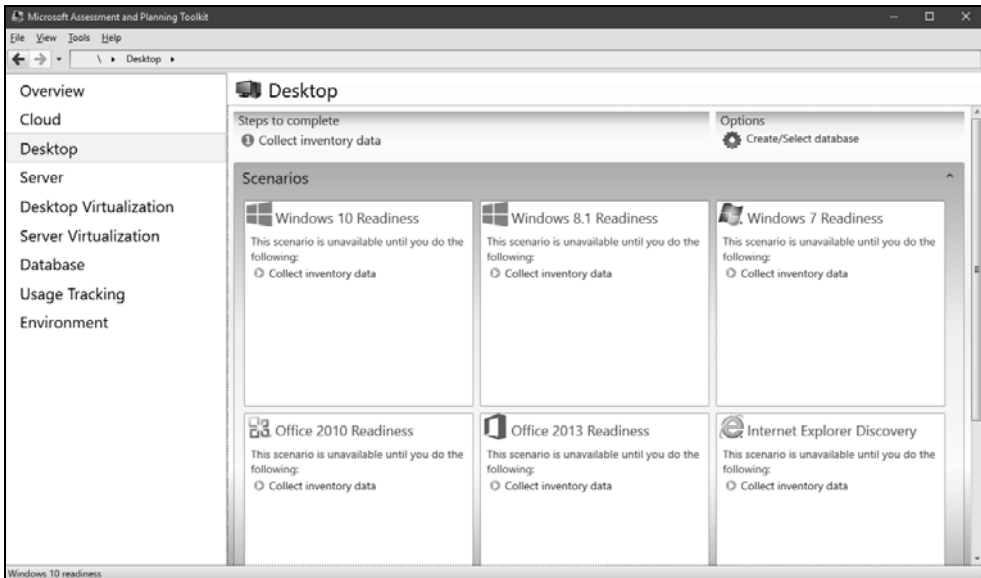 Microsoft Assessment and Planning Toolkit
File View Tools Help
\ Desktop
Overview
Cloud
Desktop
Server
Desktop Virtualization
Server Virtualization
Database
Usage Tracking
Environment
Desktop
Steps to complete
1 Collect inventory data
Options
Create/Select database
Scenarios
Windows 10 Readiness
This scenario is unavailable until you do the
following:
Collect inventory data
Windows 8.1 Readiness
This scenario is unavailable until you do the
following:
Collect inventory data
Windows 7 Readiness
This scenario is unavailable until you do the
following:
Collect inventory data
Office 2010 Readiness
This scenario is unavailable until you do the
following:
Collect inventory data
Office 2013 Readiness
This scenario is unavailable until you do the
following:
Collect inventory data
Internet Explorer Discovery
This scenario is unavailable until you do the
following:
Collect inventory data
Windows 10 readiness